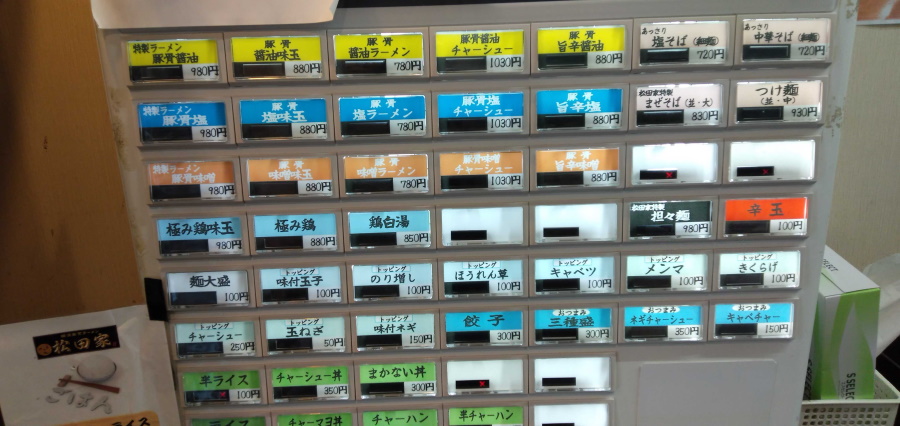 特製ラーメン
豚骨醤油
980円
豚骨
醤油味玉
880円
豚骨
醤油ラーメン
780円
豚骨
チャーシュー
1030円
豚骨
旨辛醤油
880円
あっさり
塩そば
720円
あっさり
中華そば
720円
特製ラーメン
豚骨塩
980円
豚骨
塩味玉
880円
豚骨
塩ラーメン
780円
豚骨塩
チャーシュー
1030円
豚骨
旨辛塩
880円
松田家特製
まぜそば(並・大)
830円
つけ麺
(並・中)
930円
特製ラーメン
豚骨味噌
980円
豚骨
味噌味玉
880円
豚骨
味噌ラーメン
780円
豚骨味噌
チャーシュー
1030円
豚骨
旨辛味噌
880円
極み鶏味玉
980円
極み鶏
880円
鶏白湯
850円
松田家特製
担々麺
980円
辛玉
100円
麺大盛
100円
トッピング
味付玉子
100円
トッピング
のり増し
100円
トッピング
ほうれん草
100円
トッピング
キャベツ
100円
トッピング
メンマ
100円
トッピング
きくらげ
100円
トッピング
チャーシュー
250円
トッピング
玉ねぎ
50円
トッピング
味付ネギ
150円
餃子
300円
おつまみ
三種盛
300円
おつまみ
ネギチャーシュー
350円
おつまみ
キャベチャー
150円
半ライス
100円
チャーシュー丼
350円
まかない丼
300円
チャーマヨ丼
チャーハン
半チャーハン
松田家
SELECT
5 SELECT